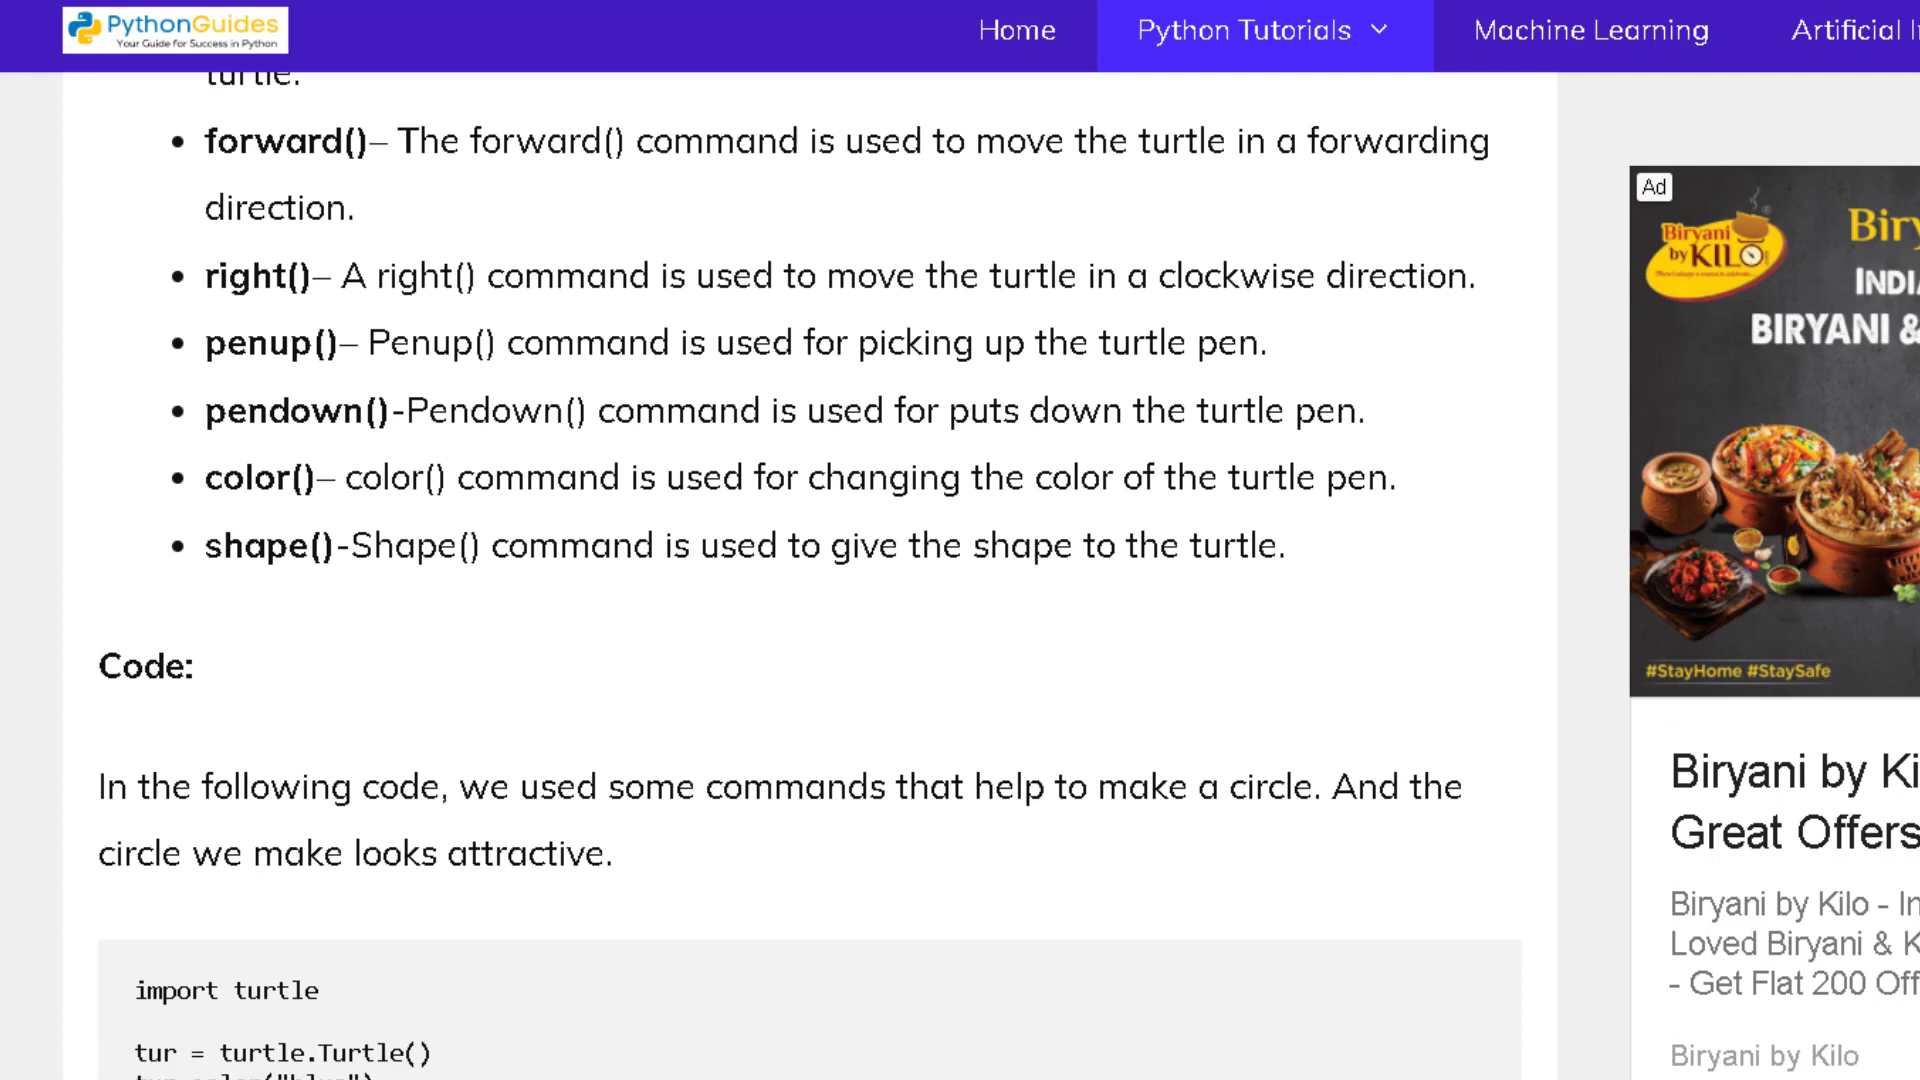 PythonGuides
Your Guide for Success in Python
Home
Python Tutorials
Machine Learning
Artificial
turtle.
forward()– The forward() command is used to move the turtle in a forwarding
direction.
right()– A right() command is used to move the turtle in a clockwise direction.
penup()– Penup() command is used for picking up the turtle pen.
pendown()-Pendown() command is used for puts down the turtle pen.
color()– color() command is used for changing the color of the turtle pen.
shape()-Shape() command is used to give the shape to the turtle.
Code:
In the following code, we used some commands that help to make a circle. And the
circle we make looks attractive.
import turtle
tur = turtle.Turtle()
tur.color("blue")
Ad
Biryani
by KILO
BIRYANI &
#StayHome #StaySafe
Biryani by Ki
Great Offers
Biryani by Kilo - In
Loved Biryani & K
- Get Flat 200 Off
Biryani by Kilo